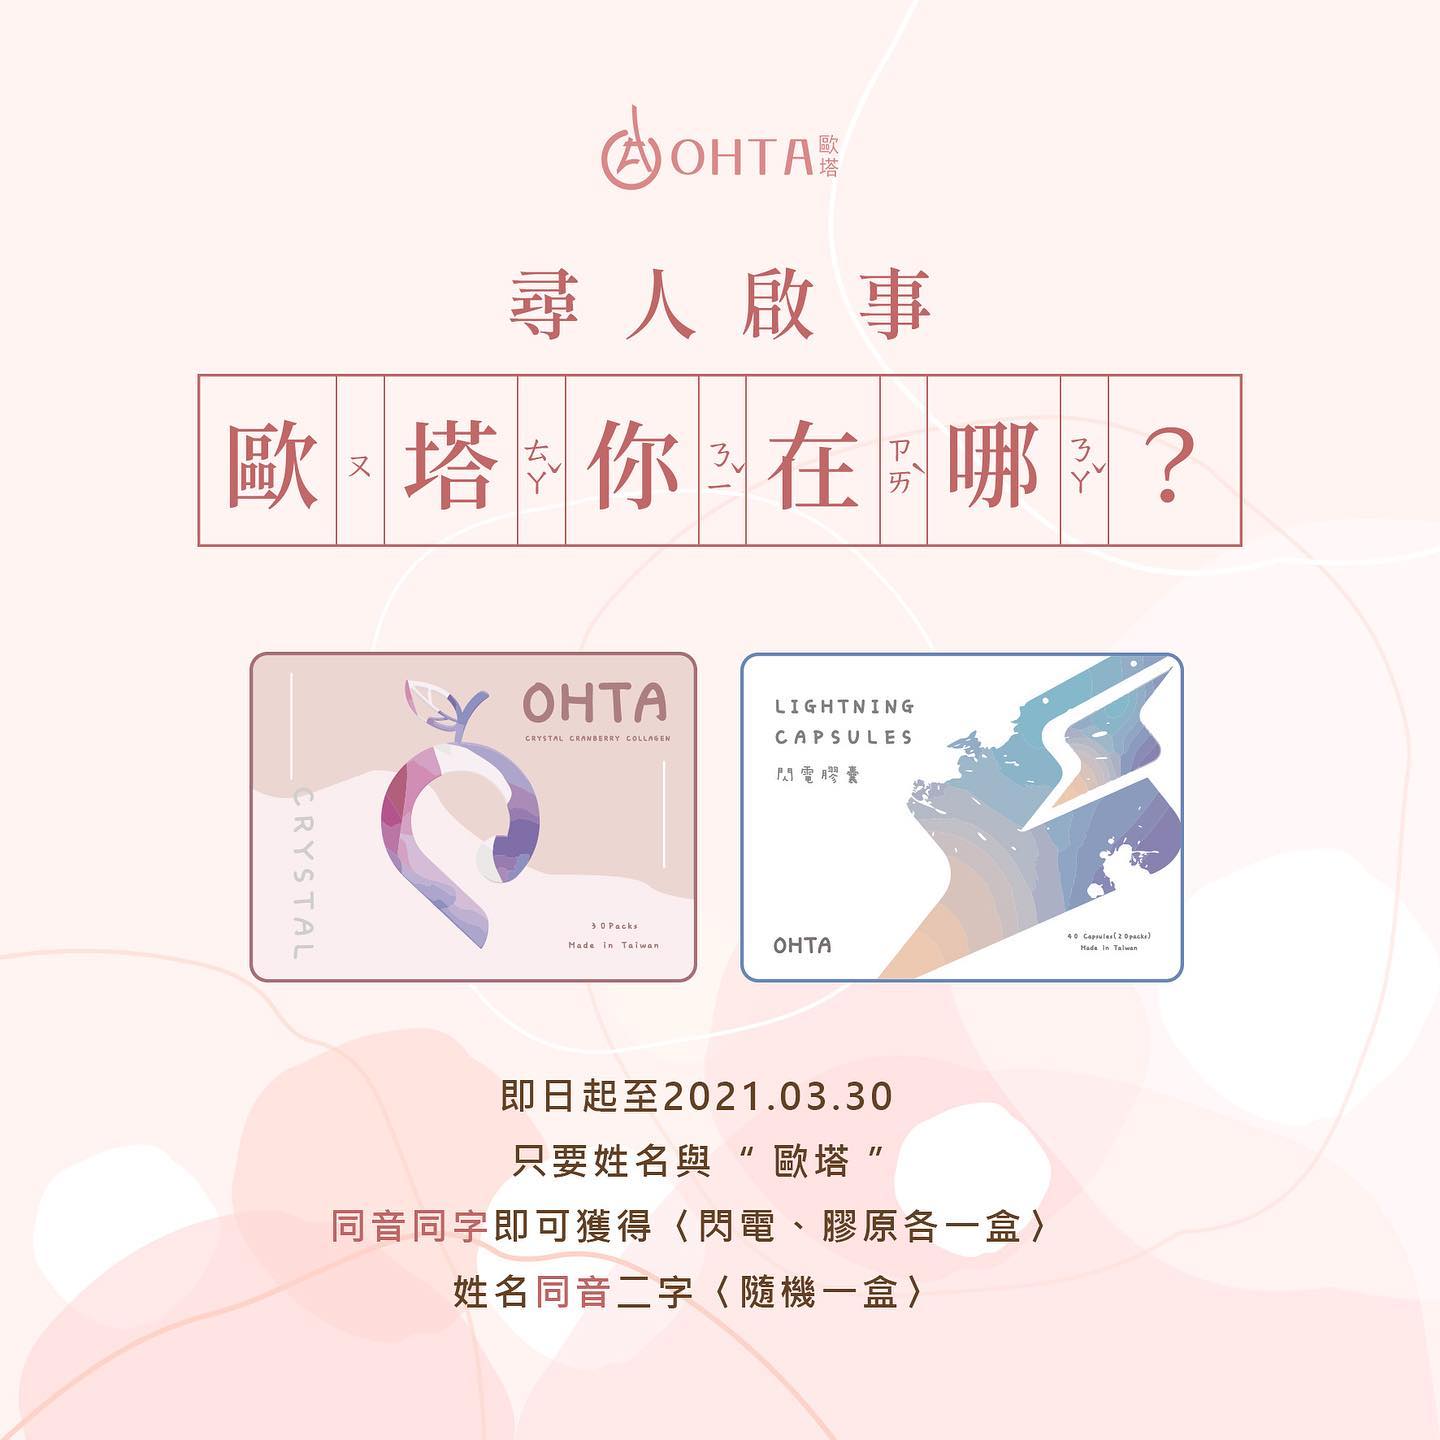 OHTA 歐塔
尋人啟事
歐ㄡ塔ㄊㄚˇ你ㄋㄧˇ在ㄗㄞˋ哪ㄋㄚˇ？
OHTA
CRYSTAL CRANBERRY COLLAGEN
CRYSTAL
30Packs
Made in Taiwan
LIGHTNING
CAPSULES
閃電膠囊
OHTA
40 Capsules(20packs)
Made in Taiwan
即日起至2021.03.30
只要姓名與“歐塔”
同音同字即可獲得〈閃電、膠原各一盒〉
姓名同音二字〈隨機一盒〉